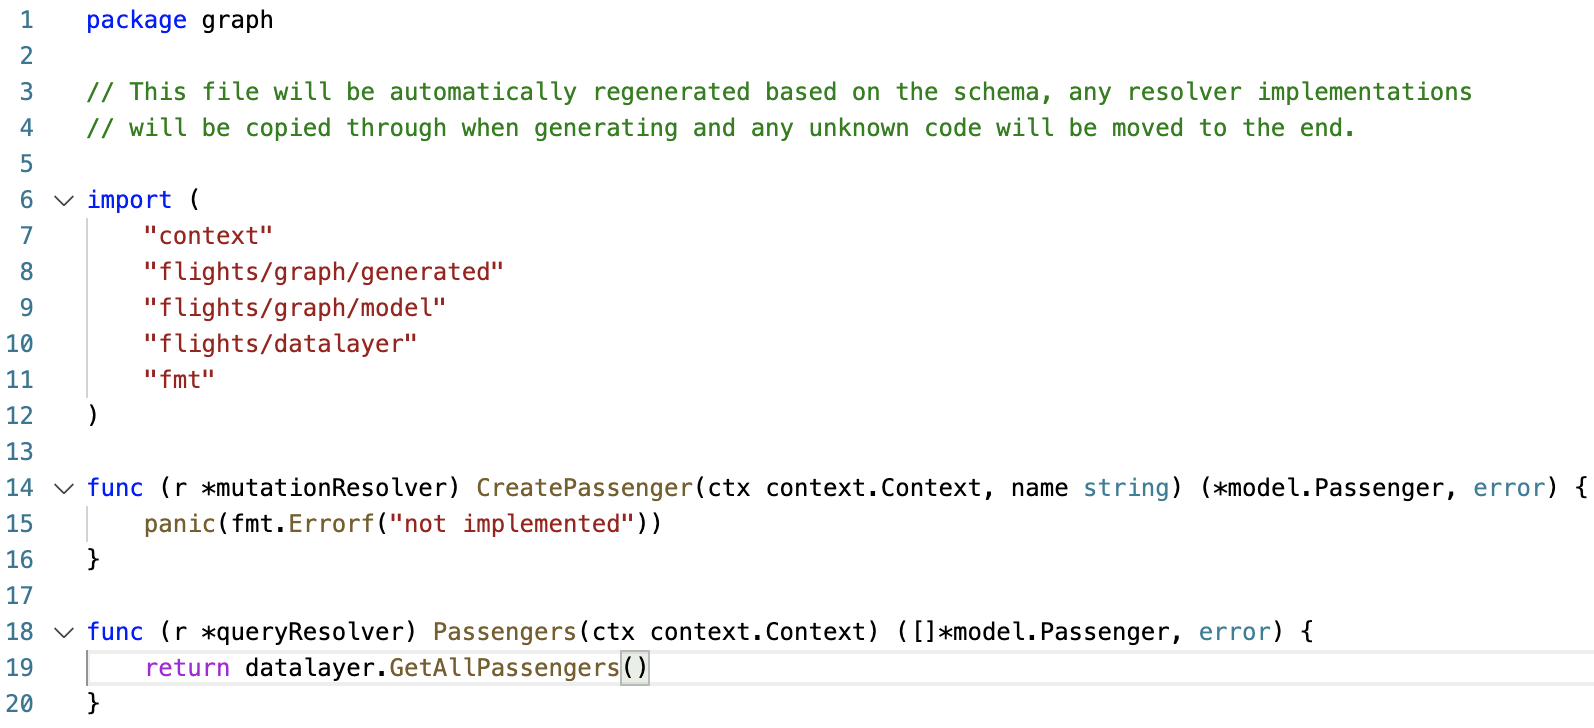 1 package graph
2
3 // This file will be automatically regenerated based on the schema, any resolver implementations
4 // will be copied through when generating and any unknown code will be moved to the end.
5
6 import (
7 "context"
8 "flights/graph/generated"
9 "flights/graph/model"
10 "flights/datalayer"
11 "fmt"
12 )
13
14 func (r *mutationResolver) CreatePassenger(ctx context.Context, name string) (*model.Passenger, error) {
15 panic(fmt.Errorf("not implemented"))
16 }
17
18 func (r *queryResolver) Passengers(ctx context.Context) ([]*model.Passenger, error) {
19 return datalayer.GetAllPassengers()
20 }